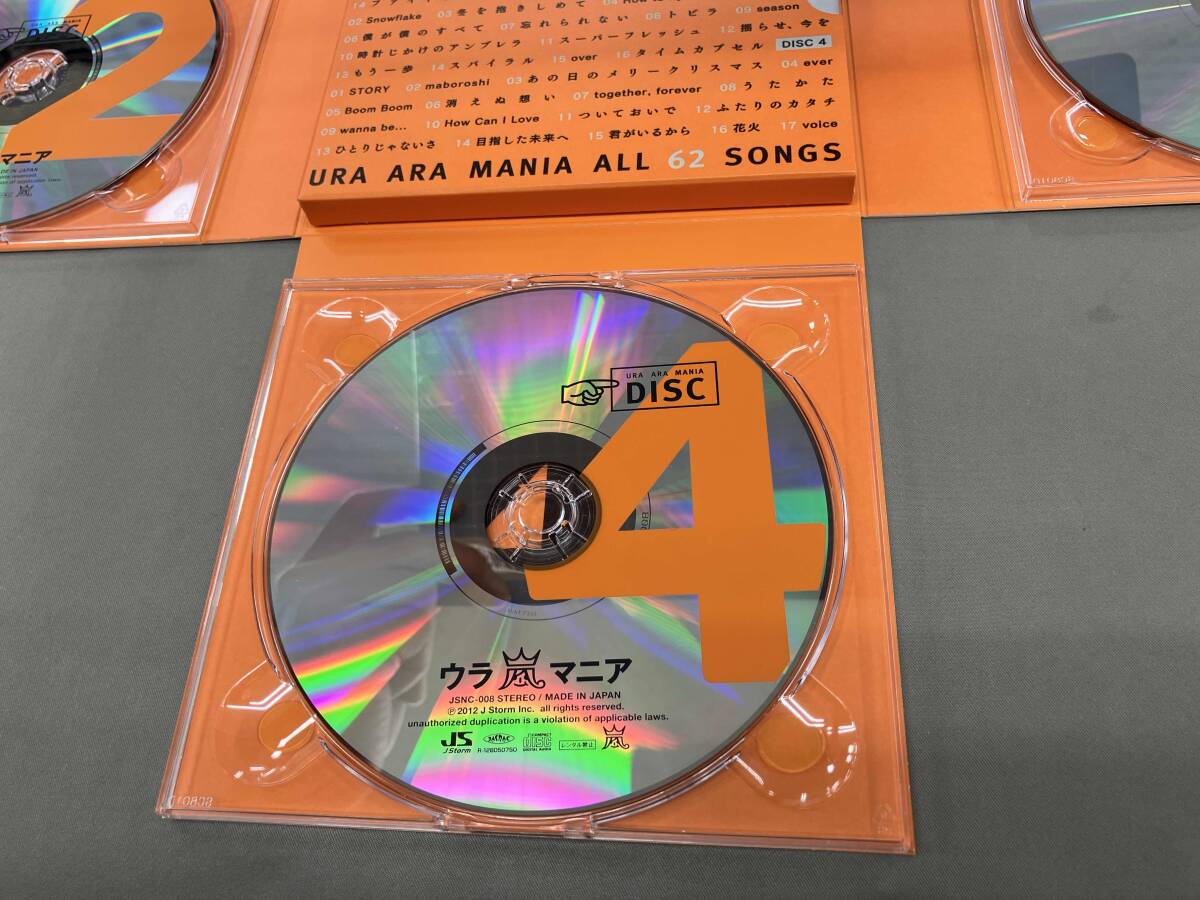 2
DISC
マニア
14
02 Snowflake 03 冬を抱きしめて 04
06 僕が僕のすべて 07 忘れられない 08 トビラ 09 season
10 時計じかけのアンブレラ 11 スーパーフレッシュ 12 揺らせ、今を
13 もう一歩 14 スパイラル 15 over 16 タイムカプセル DISC 4
01 STORY 02 maboroshi 03 あの日のメリークリスマス 04 ever
05 Boom Boom 06 消えぬ想い 07 together, forever 08 うたかた
09 wanna be... 10 How Can I Love 11 ついておいで 12 ふたりのカタチ
13 ひとりじゃないさ 14 目指した未来へ 15 君がいるから 16 花火 17 voice
URA ARA MANIA ALL 62 SONGS
URA ARA MANIA
DISC
4
ウラ 嵐 マニア
JSNC-008 STEREO / MADE IN JAPAN
Ⓟ 2012 J Storm Inc. all rights reserved.
unauthorized duplication is a violation of applicable laws.
JS
J Storm
R-128050750
COMPACT
disc
DIGITAL AUDIO
レンタル禁止
嵐